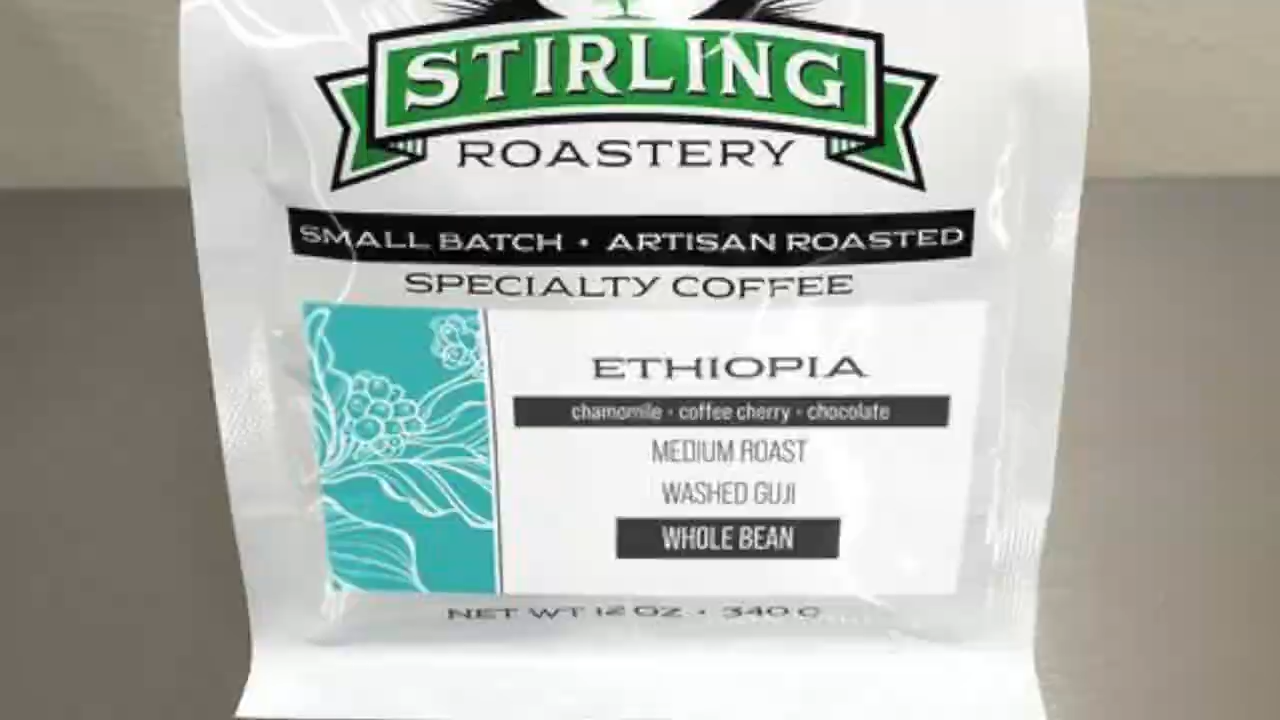 STIRLING
ROASTERY
SMALL BATCH • ARTISAN ROASTED
SPECIALTY COFFEE
ETHIOPIA
chamomile • coffee cherry • chocolate
MEDIUM ROAST
WASHED GUJI
WHOLE BEAN
NET WT 12 OZ • 340 G